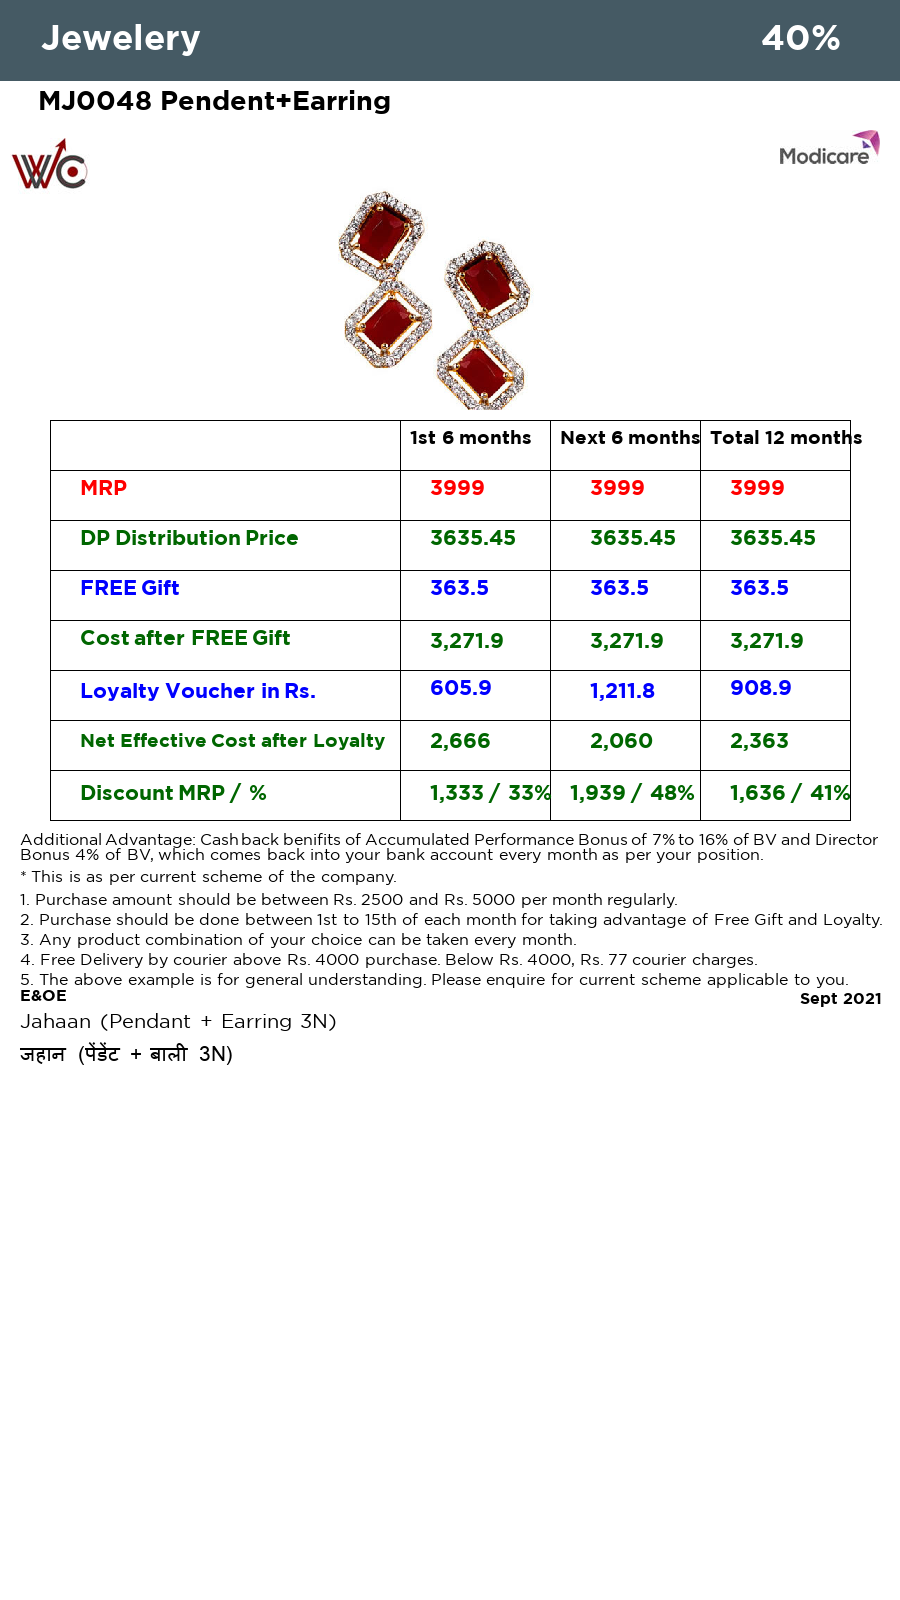 Jewelery 40%
MJ0048 Pendent+Earring
WC
Modicare
1st 6 months Next 6 months Total 12 months
MRP 3999 3999 3999
DP Distribution Price 3635.45 3635.45 3635.45
FREE Gift 363.5 363.5 363.5
Cost after FREE Gift 3,271.9 3,271.9 3,271.9
Loyalty Voucher in Rs. 605.9 1,211.8 908.9
Net Effective Cost after Loyalty 2,666 2,060 2,363
Discount MRP / % 1,333 / 33% 1,939 / 48% 1,636 / 41%
Additional Advantage: Cashback benifits of Accumulated Performance Bonus of 7% to 16% of BV and Director
Bonus 4% of BV, which comes back into your bank account every month as per your position.
* This is as per current scheme of the company.
1. Purchase amount should be between Rs. 2500 and Rs. 5000 per month regularly.
2. Purchase should be done between 1st to 15th of each month for taking advantage of Free Gift and Loyalty.
3. Any product combination of your choice can be taken every month.
4. Free Delivery by courier above Rs. 4000 purchase. Below Rs. 4000, Rs. 77 courier charges.
5. The above example is for general understanding. Please enquire for current scheme applicable to you.
E&OE Sept 2021
Jahaan (Pendant + Earring 3N)
जहान (पेंडेंट + बाली 3N)